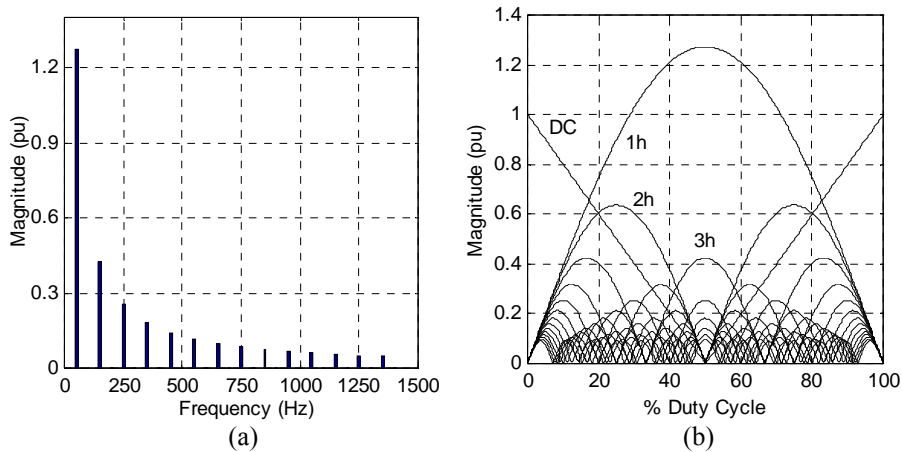 1.2
0.9
0.6
0.3
0
Magnitude (pu)
0 250 500 750 1000 1250 1500
Frequency (Hz)
(a)
1.4
1.2
1
0.8
0.6
0.4
0.2
0
Magnitude (pu)
DC
1h
2h
3h
0 20 40 60 80 100
% Duty Cycle
(b)